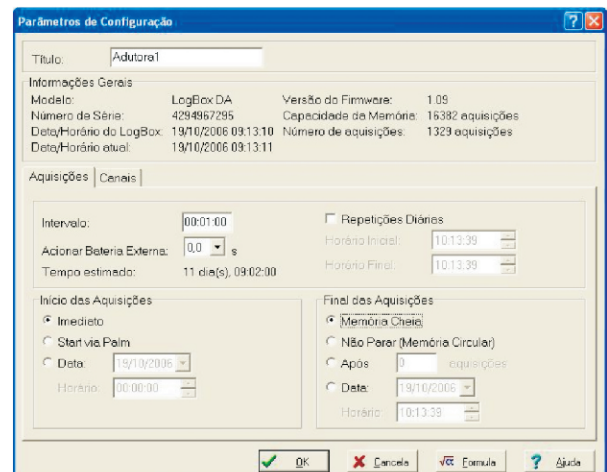 Parâmetros de Configuração
Título: Adutora1
Informações Gerais
Modelo: LogBox DA Versão do Firmware: 1.09
Número de Série: 4294967295 Capacidade da Memória: 16382 aquisições
Data/Horário do LogBox: 19/10/2006 09:13:10 Número de aquisições: 1329 aquisições
Data/Horário atual: 19/10/2006 09:13:11
Aquisições Canais
Intervalo: 00:01:00 Repetições Diárias
Acionar Bateria Externa: 0,0 s Horário Inicial: 10:13:39
Tempo estimado: 11 dia(s), 09:02:00 Horário Final: 10:13:39
Início das Aquisições Final das Aquisições
Imediato Memória Cheia
Start via Palm Não Parar (Memória Circular)
Data: 19/10/2006 Após 0 aquisições
Horário: 00:00:00 Data: 19/10/2006
Horário 10:13:39
OK Cancela √α Formula ? Ajuda